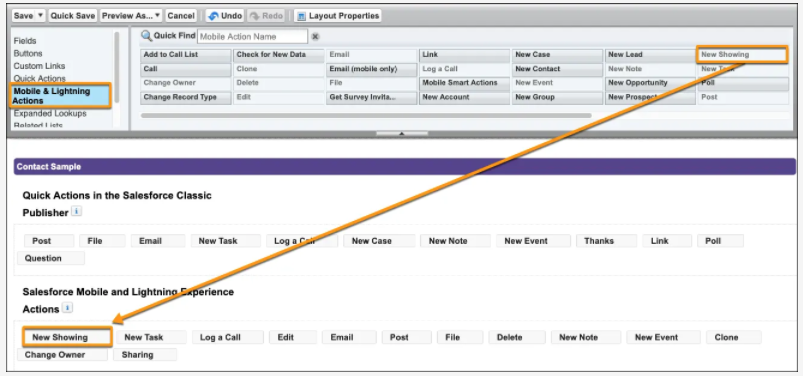 Save ▼ Quick Save Preview As... ▼ Cancel Undo Redo Layout Properties
Fields
Buttons
Custom Links
Quick Actions
Mobile & Lightning
Actions
Expanded Lookups
Related Lists
Quick Find Mobile Action Name
Add to Call List Check for New Data Email Link New Case New Lead New Showing
Call Clone Email (mobile only) Log a Call New Contact New Note New Task
Change Owner Delete File Mobile Smart Actions New Event New Opportunity Poll
Change Record Type Edit Get Survey Invita... New Account New Group New Prospect Post
Contact Sample
Quick Actions in the Salesforce Classic
Publisher i
Post File Email New Task Log a Call New Case New Note New Event Thanks Link Poll
Question
Salesforce Mobile and Lightning Experience
Actions i
New Showing New Task Log a Call Edit Email Post File Delete New Note New Event Clone
Change Owner Sharing